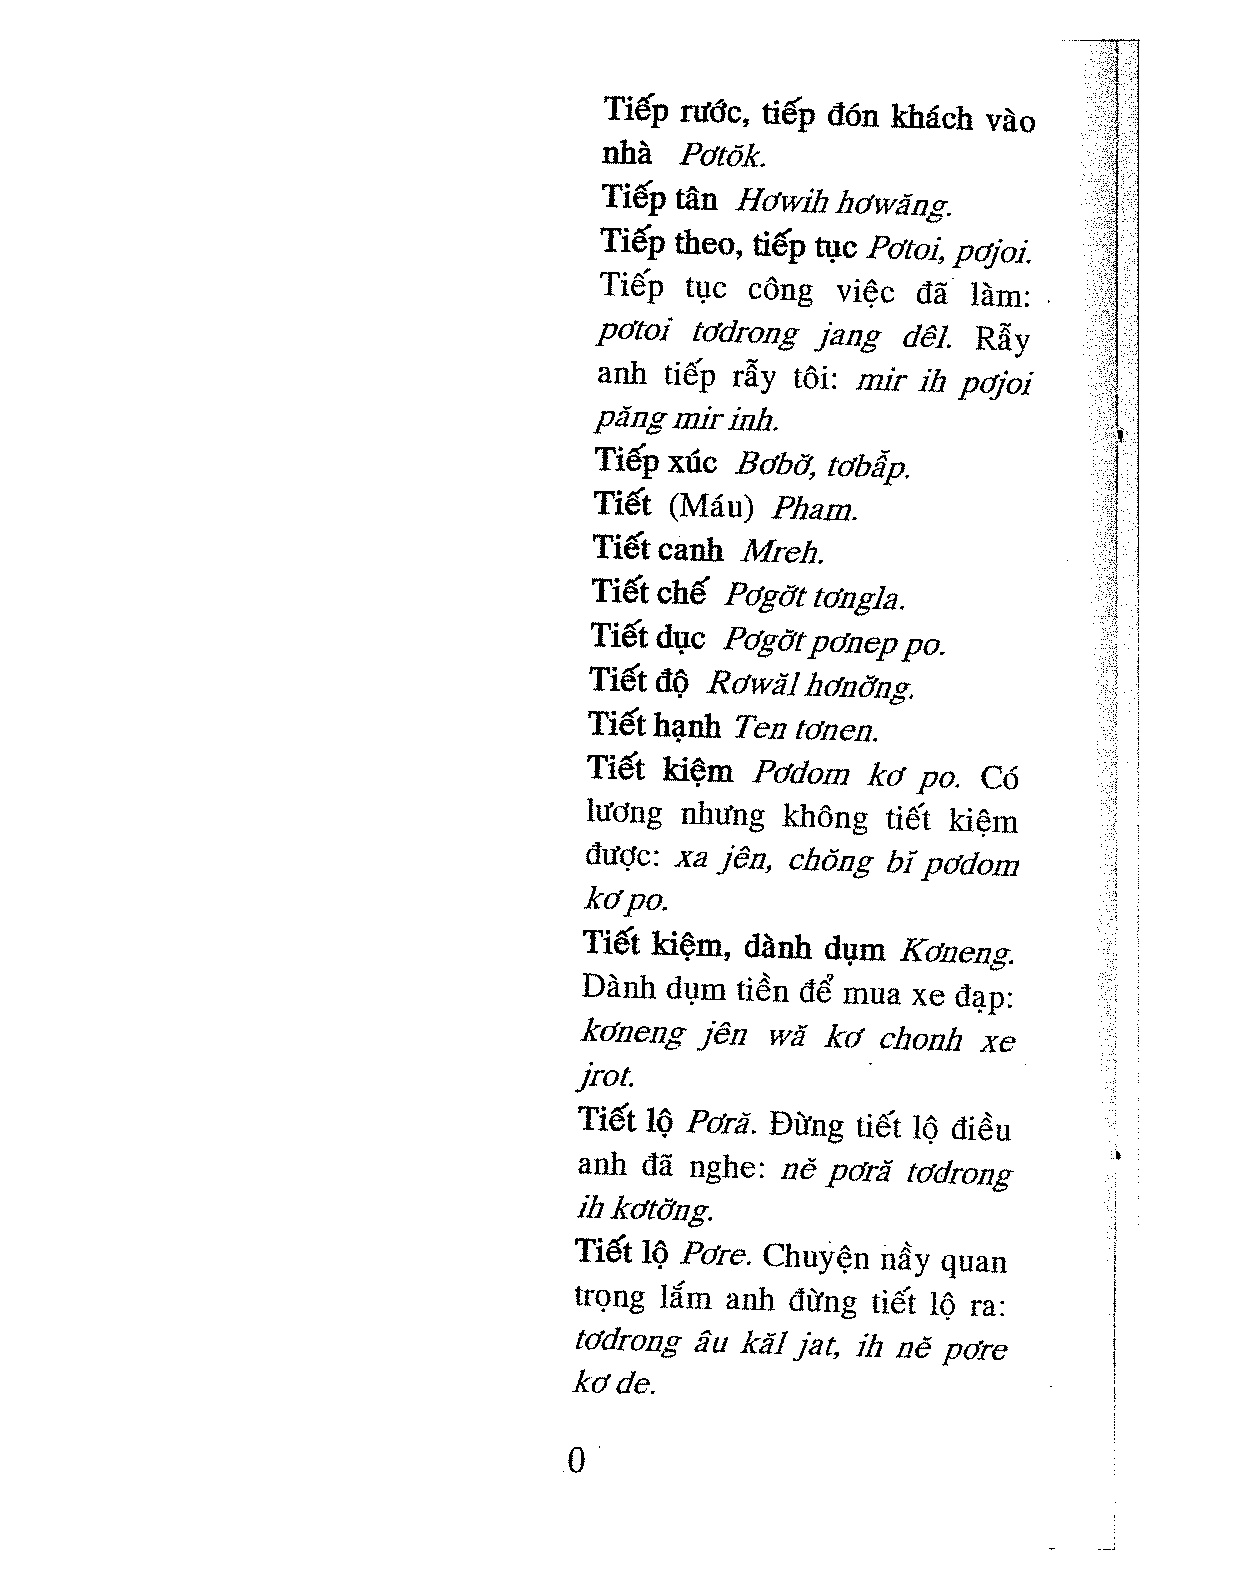 Tiếp rước, tiếp đón khách vào
nhà Pơtŏk.
Tiếp tân Hơwih hơwăng.
Tiếp theo, tiếp tục Pơtoi, pơjoi.
Tiếp tục công việc đã làm:
pơtoi tơdrong jang dêl. Rẫy
anh tiếp rẫy tôi: mir ih pơjoi
păng mir inh.
Tiếp xúc Bơbơ̆, tơbẫp.
Tiết (Máu) Pham.
Tiết canh Mreh.
Tiết chế Pơgơ̆t tơngla.
Tiết dục Pơgơ̆t pơnep po.
Tiết độ Rơwăl hơnơ̆ng.
Tiết hạnh Ten tơnen.
Tiết kiệm Pơdom kơ po. Có
lương nhưng không tiết kiệm
được: xa jên, chŏng bĭ pơdom
kơ po.
Tiết kiệm, dành dụm Kơneng.
Dành dụm tiền để mua xe đạp:
kơneng jên wă kơ chonh xe
jrot.
Tiết lộ Pơră. Đừng tiết lộ điều
anh đã nghe: nĕ pơră tơdrong
ih kơtơ̆ng.
Tiết lộ Pơre. Chuyện nầy quan
trọng lắm anh đừng tiết lộ ra:
tơdrong âu kăl jat, ih nĕ pơre
kơ de.
0